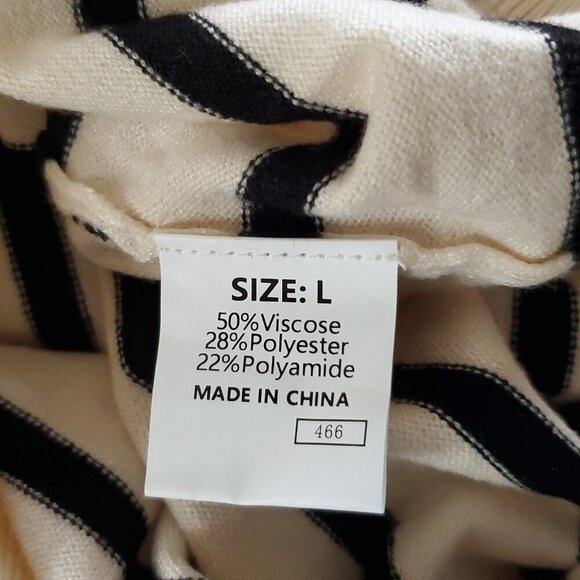 SIZE: L
50%Viscose
28%Polyester
22%Polyamide
MADE IN CHINA
466